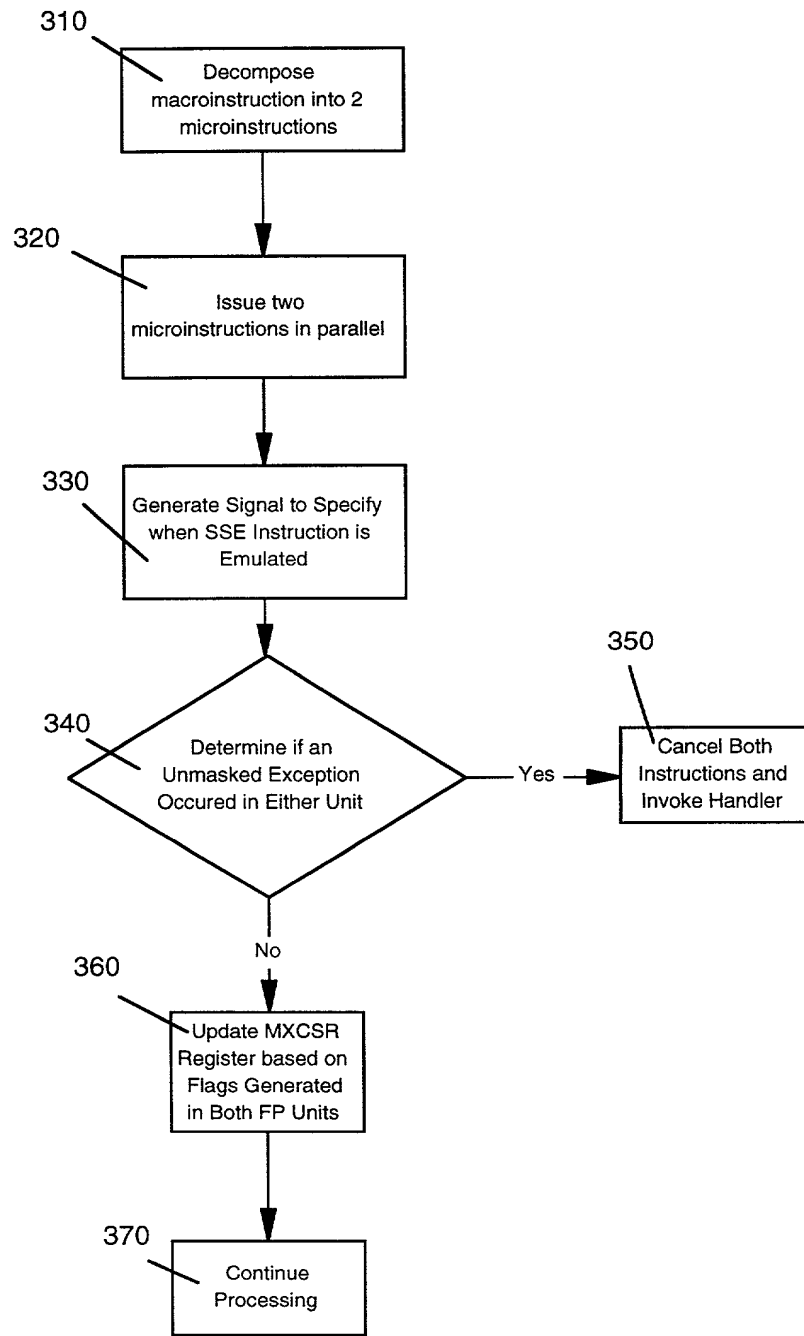 310
Decompose
macroinstruction into 2
microinstructions
320
Issue two
microinstructions in parallel
330
Generate Signal to Specify
when SSE Instruction is
Emulated
340
Determine if an
Unmasked Exception
Occured in Either Unit
Yes
350
Cancel Both
Instructions and
Invoke Handler
No
360
Update MXCSR
Register based on
Flags Generated
in Both FP Units
370
Continue
Processing